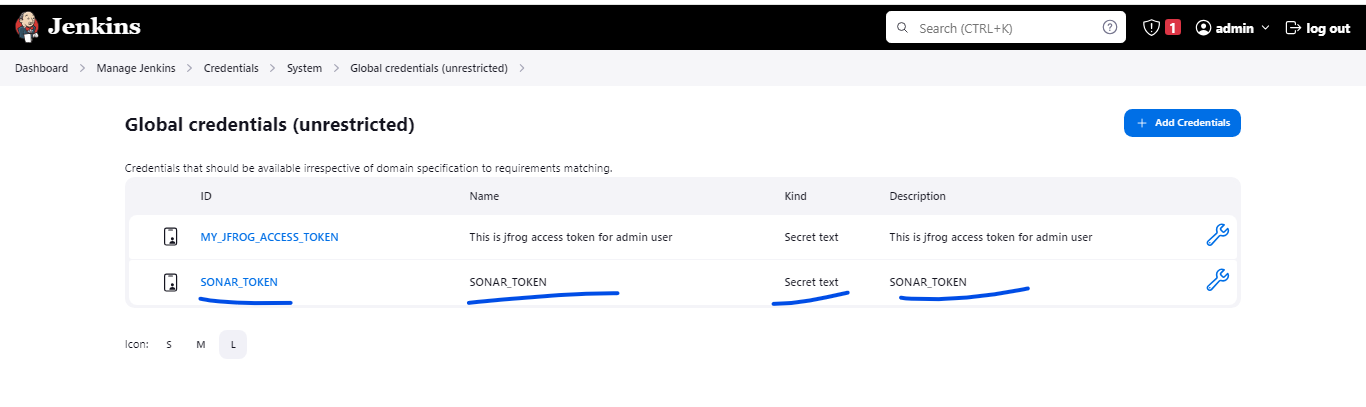 Jenkins
Search (CTRL+K)
1
admin
log out
Dashboard > Manage Jenkins > Credentials > System > Global credentials (unrestricted) >
Global credentials (unrestricted)
+ Add Credentials
Credentials that should be available irrespective of domain specification to requirements matching.
ID Name Kind Description
MY_JFROG_ACCESS_TOKEN This is jfrog access token for admin user Secret text This is jfrog access token for admin user
SONAR_TOKEN SONAR_TOKEN Secret text SONAR_TOKEN
Icon: S M L